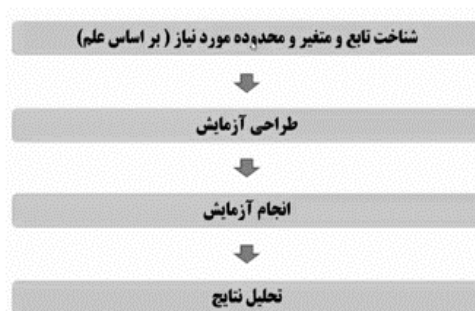 شناخت تابع و متغیر و محدوده مورد نیاز ( بر اساس علم)
طراحی آزمایش
انجام آزمایش
تحلیل نتایج